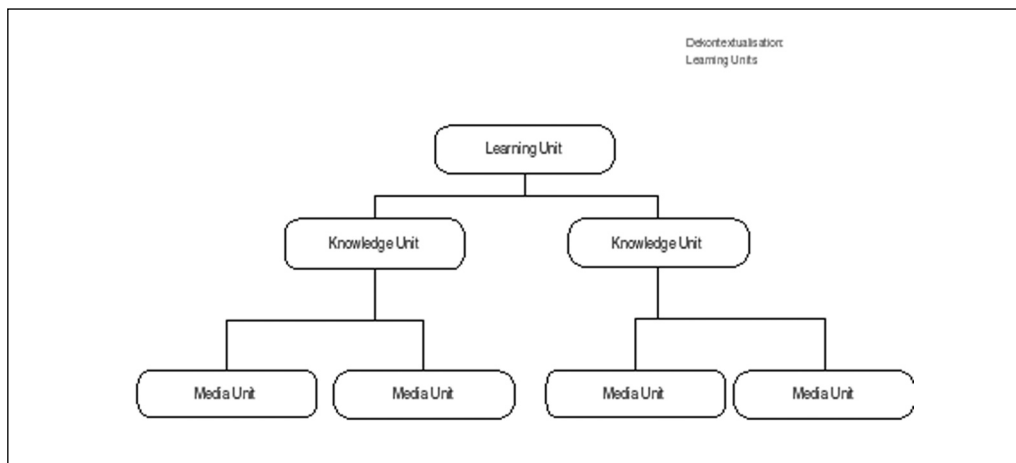 Dekontextualisation:
Learning Units
Learning Unit
Knowledge Unit
Knowledge Unit
Media Unit
Media Unit
Media Unit
Media Unit